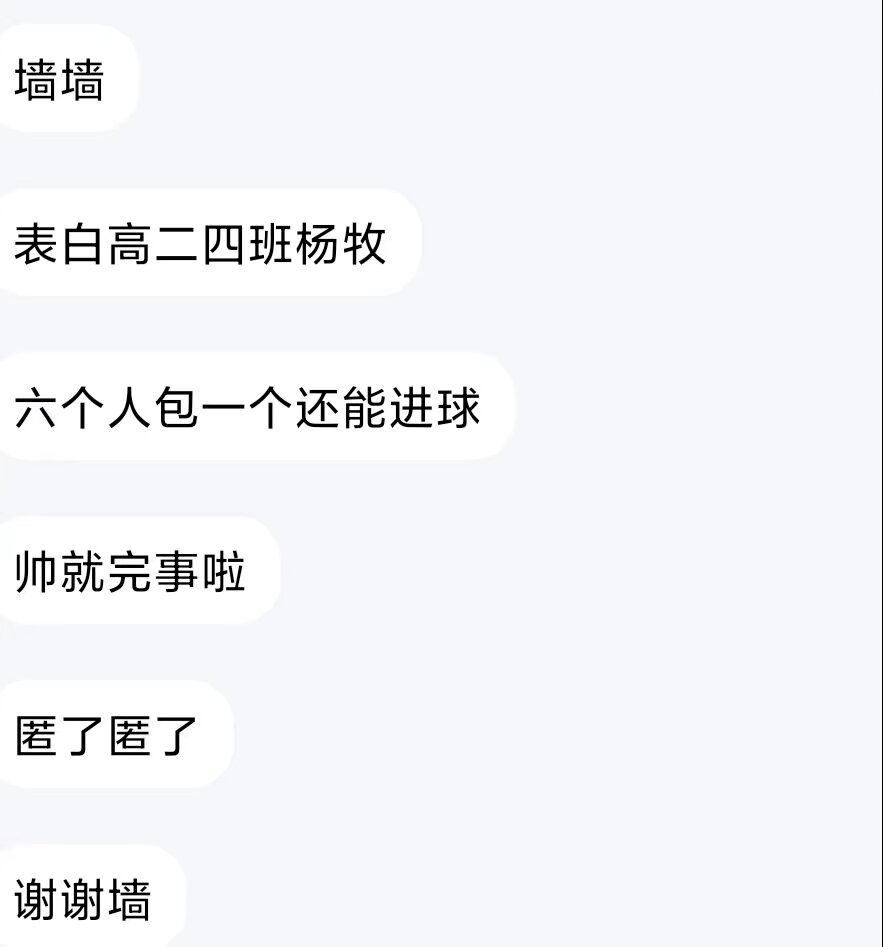 墙墙
表白高二四班杨牧
六个人包一个还能进球
帅就完事啦
匿了匿了
谢谢墙